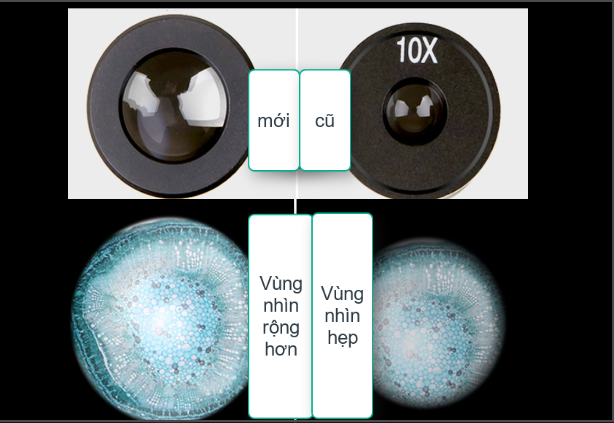 10X
mới
cũ
Vùng
nhìn
rộng
hơn
Vùng
nhìn
hẹp